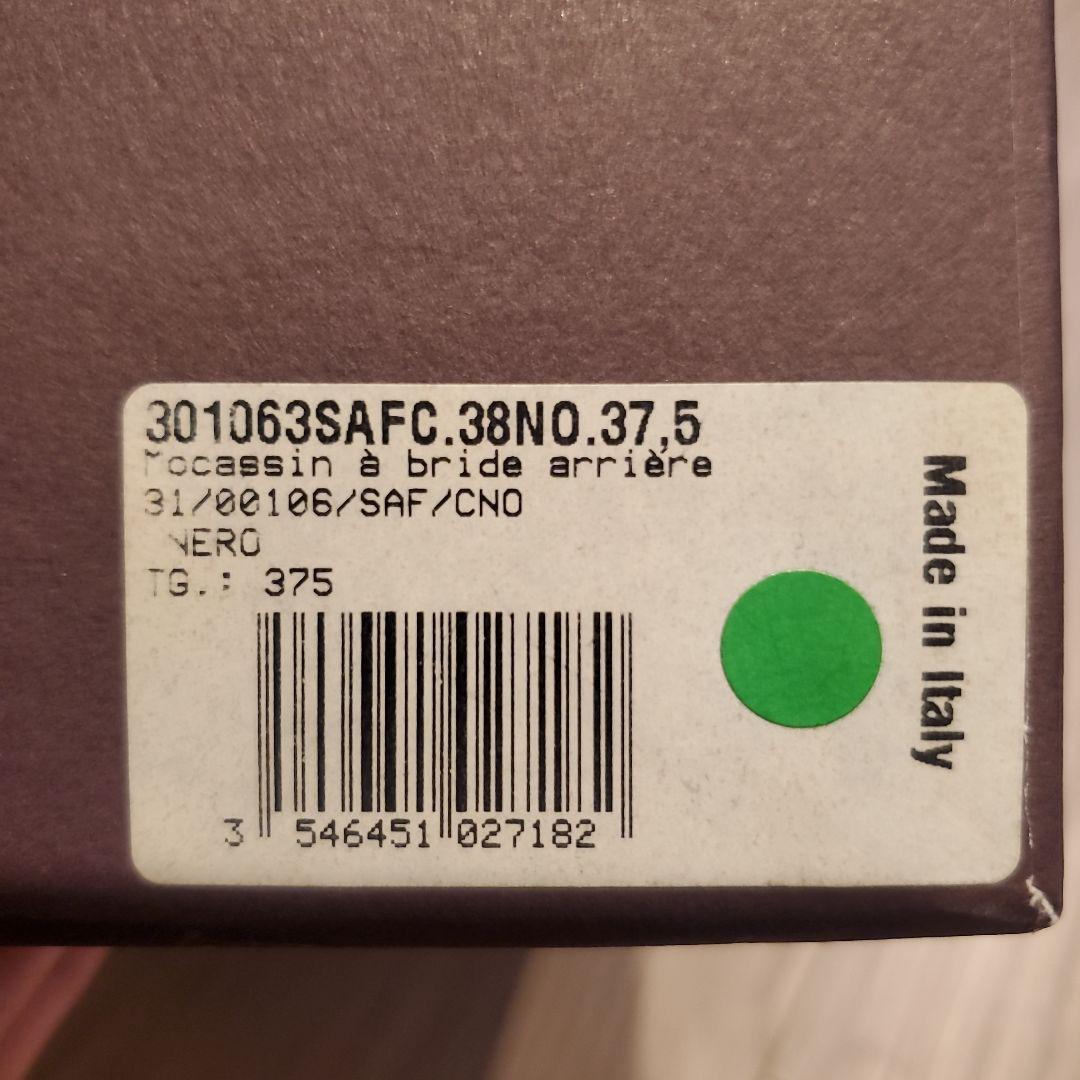 301063SAFC.38NO.37,5
Mocassin à bride arrière
31/00106/SAF/CNO
NERO
TG.: 375
3 546451 027182
Made in Italy